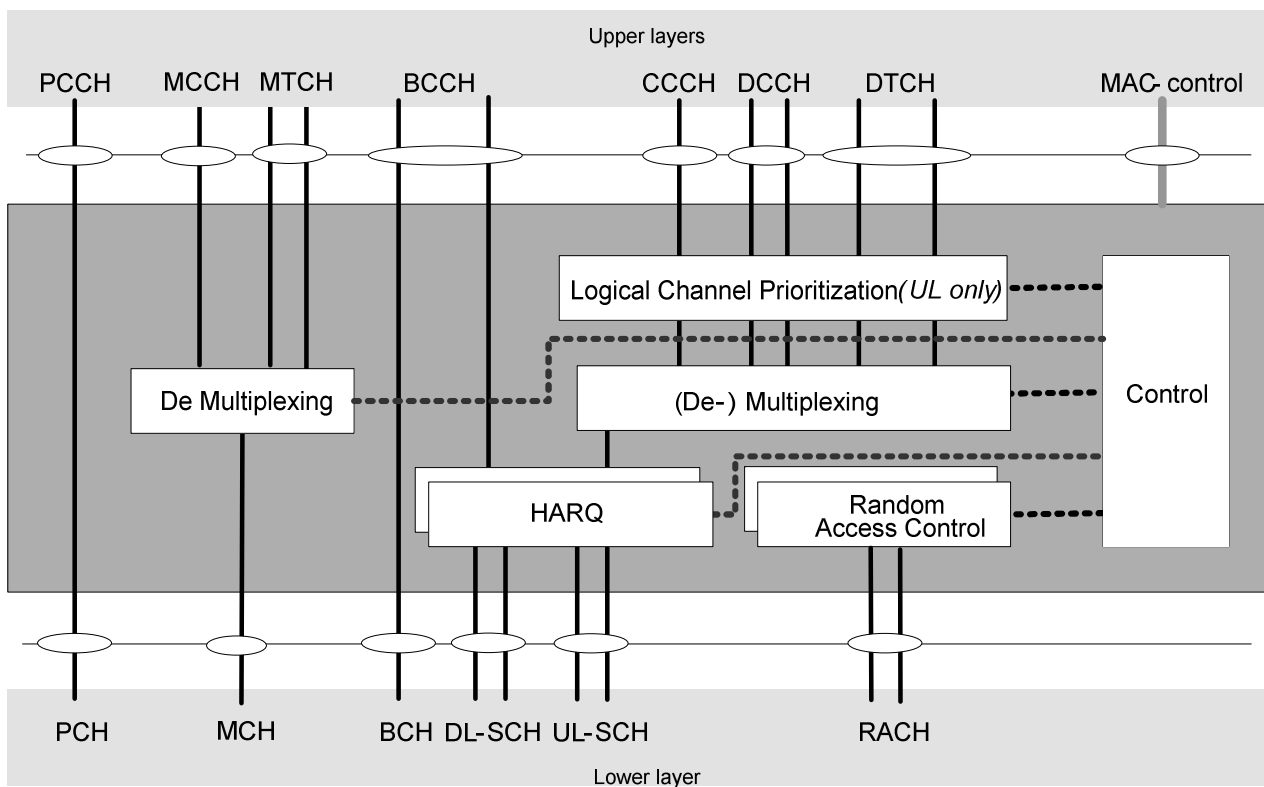 Upper layers
PCCH MCCH MTCH BCCH CCCH DCCH DTCH MAC- control
Logical Channel Prioritization(UL only)
De Multiplexing
(De-) Multiplexing
Control
HARQ
Random
Access Control
PCH MCH BCH DL-SCH UL-SCH RACH
Lower layer